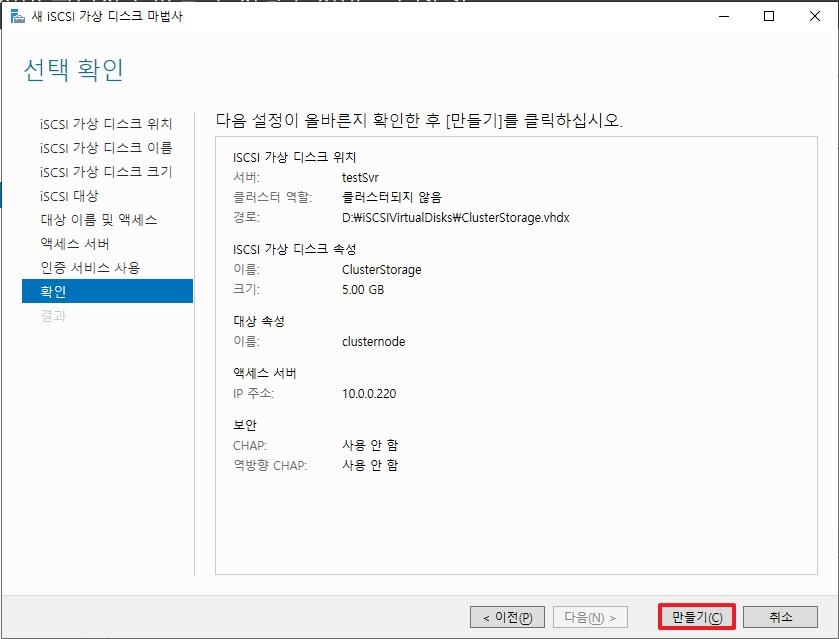 새 iSCSI 가상 디스크 마법사
선택 확인
iSCSI 가상 디스크 위치
iSCSI 가상 디스크 이름
iSCSI 가상 디스크 크기
iSCSI 대상
대상 이름 및 액세스
액세스 서버
인증 서비스 사용
확인
결과
다음 설정이 올바른지 확인한 후 [만들기]를 클릭하십시오.
ISCSI 가상 디스크 위치
서버: testSvr
클러스터 역할: 클러스터되지 않음
경로: D:₩iSCSIVirtualDisks₩ClusterStorage.vhdx
ISCSI 가상 디스크 속성
이름: ClusterStorage
크기: 5.00 GB
대상 속성
이름: clusternode
액세스 서버
IP 주소: 10.0.0.220
보안
CHAP: 사용 안 함
역방향 CHAP: 사용 안 함
< 이전(P) 다음(N) > 만들기(C) 취소